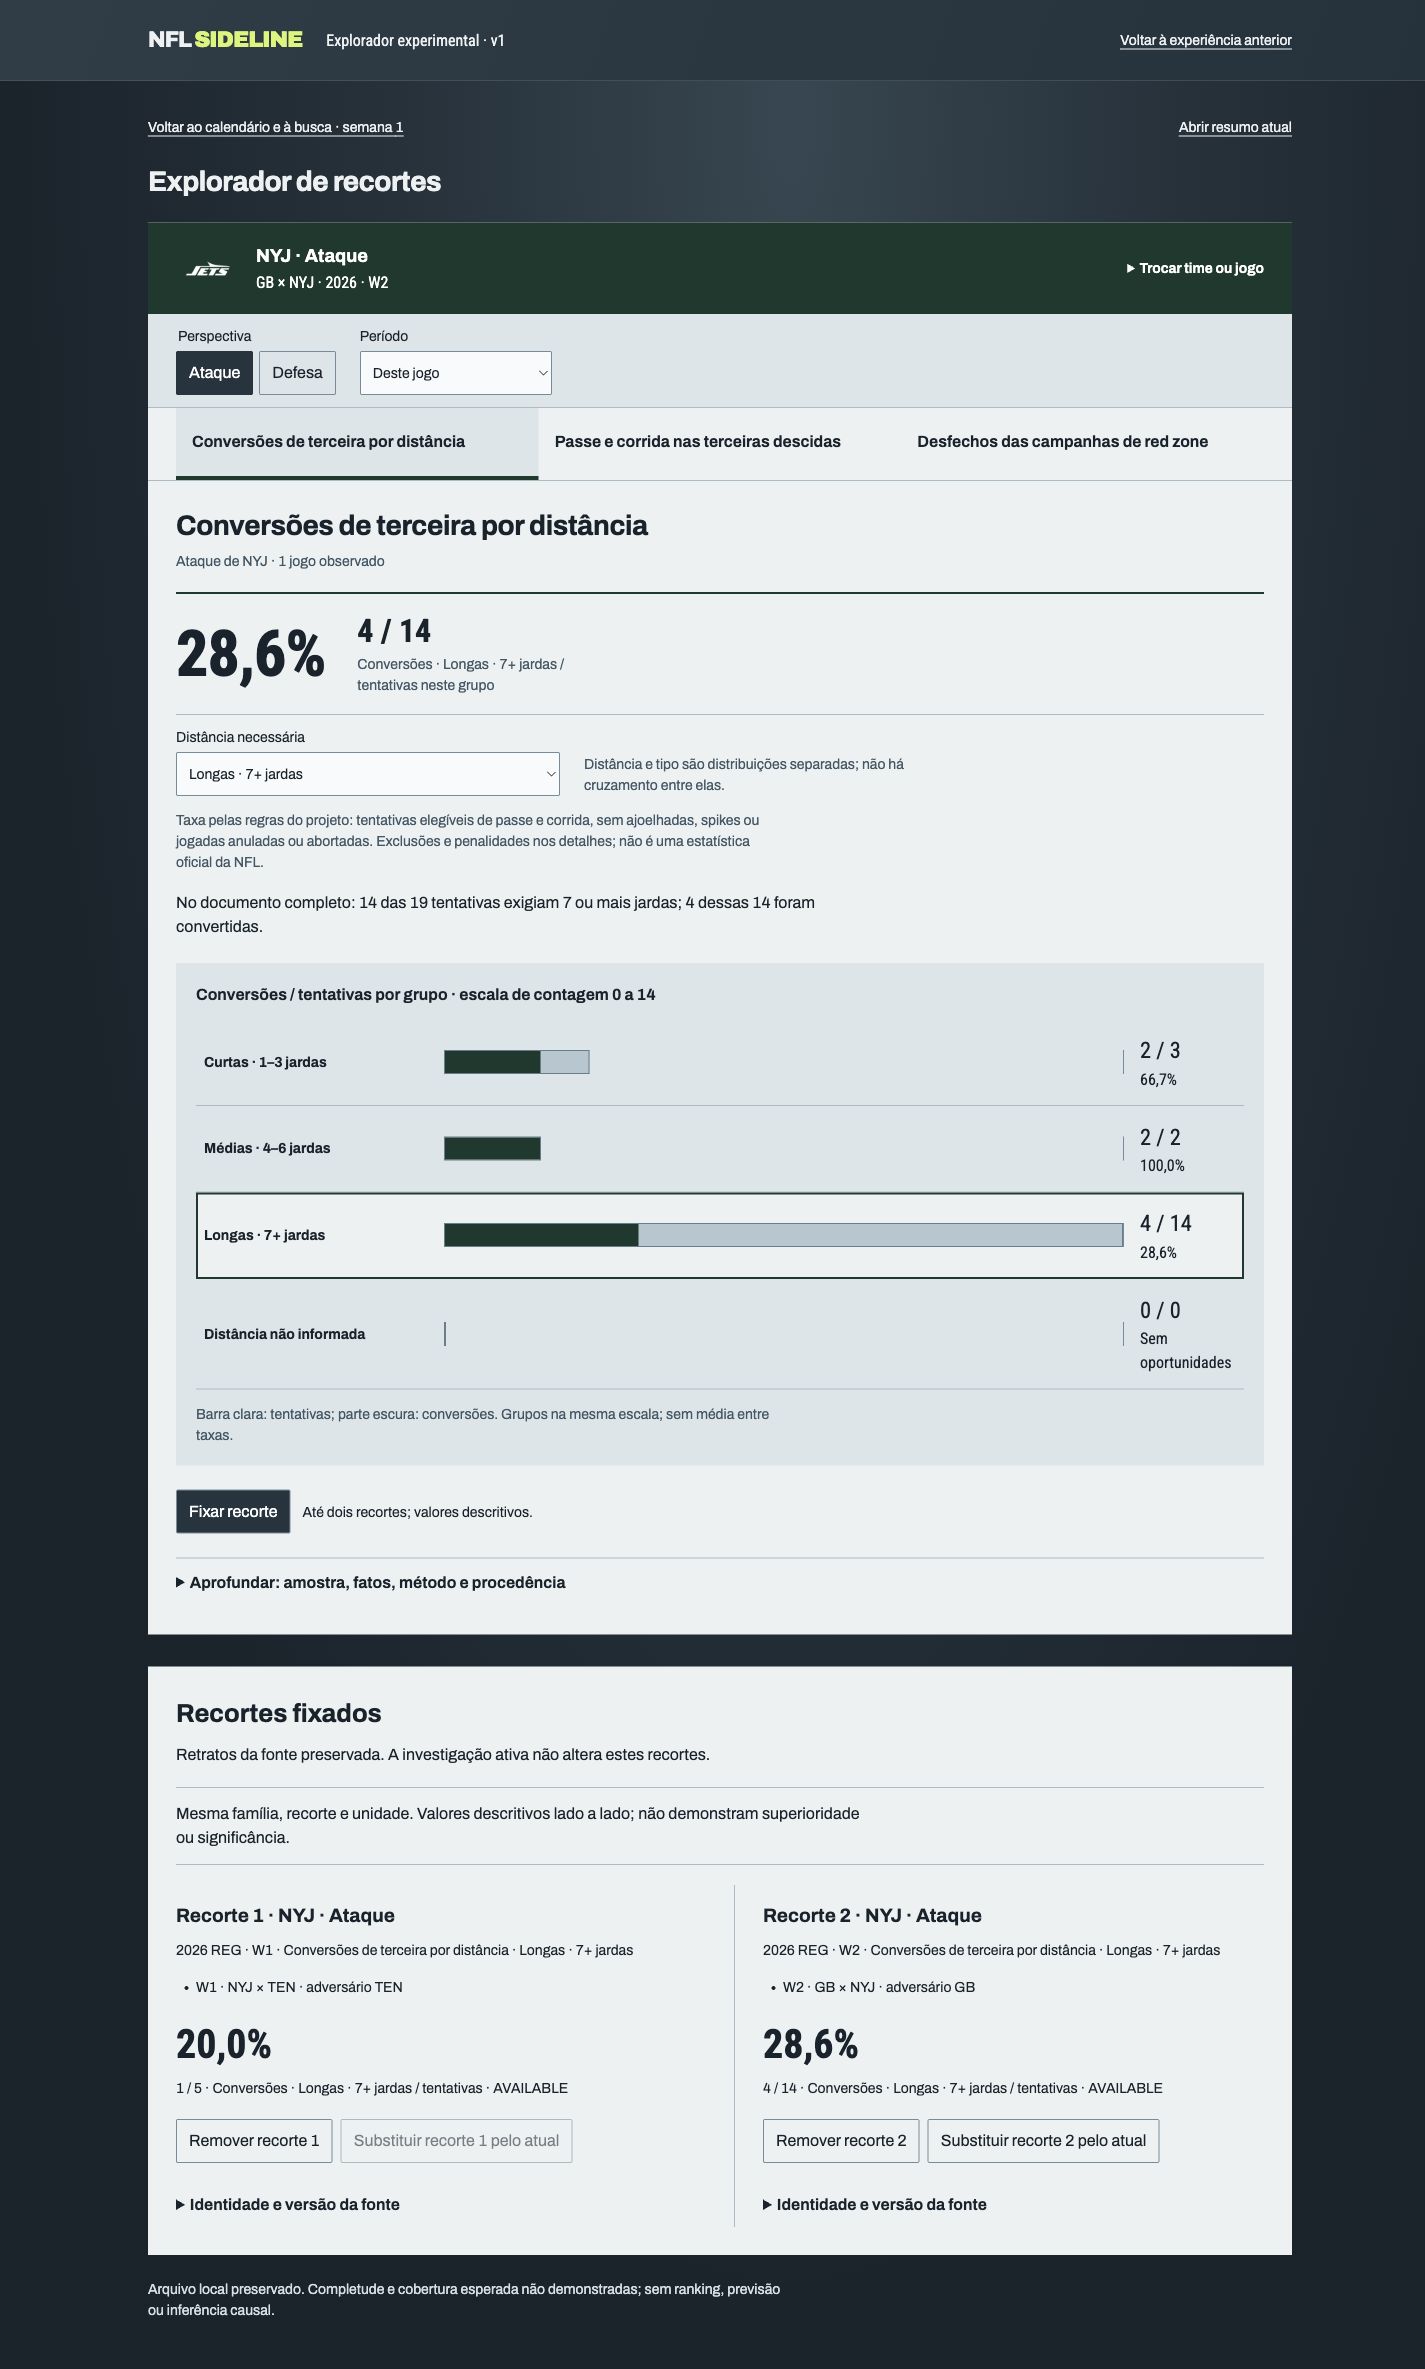 NFL SIDELINE
Explorador experimental · v1
Voltar à experiência anterior
Voltar ao calendário e à busca · semana 1
Abrir resumo atual
Explorador de recortes
JETS
NYJ · Ataque
GB × NYJ · 2026 · W2
Trocar time ou jogo
Perspectiva
Ataque
Defesa
Período
Deste jogo
Conversões de terceira por distância
Passe e corrida nas terceiras descidas
Desfechos das campanhas de red zone
Conversões de terceira por distância
Ataque de NYJ · 1 jogo observado
28,6%
4 / 14
Conversões · Longas · 7+ jardas /
tentativas neste grupo
Distância necessária
Longas · 7+ jardas
Distância e tipo são distribuições separadas; não há
cruzamento entre elas.
Taxa pelas regras do projeto: tentativas elegíveis de passe e corrida, sem ajoelhadas, spikes ou
jogadas anuladas ou abortadas. Exclusões e penalidades nos detalhes; não é uma estatística
oficial da NFL.
No documento completo: 14 das 19 tentativas exigiam 7 ou mais jardas; 4 dessas 14 foram
convertidas.
Conversões / tentativas por grupo · escala de contagem 0 a 14
Curtas · 1–3 jardas
2 / 3
66,7%
Médias · 4–6 jardas
2 / 2
100,0%
Longas · 7+ jardas
4 / 14
28,6%
Distância não informada
0 / 0
Sem
oportunidades
Barra clara: tentativas; parte escura: conversões. Grupos na mesma escala; sem média entre
taxas.
Fixar recorte
Até dois recortes; valores descritivos.
Aprofundar: amostra, fatos, método e procedência
Recortes fixados
Retratos da fonte preservada. A investigação ativa não altera estes recortes.
Mesma família, recorte e unidade. Valores descritivos lado a lado; não demonstram superioridade
ou significância.
Recorte 1 · NYJ · Ataque
2026 REG · W1 · Conversões de terceira por distância · Longas · 7+ jardas
• W1 · NYJ × TEN · adversário TEN
20,0%
1 / 5 · Conversões · Longas · 7+ jardas / tentativas · AVAILABLE
Remover recorte 1
Substituir recorte 1 pelo atual
Identidade e versão da fonte
Recorte 2 · NYJ · Ataque
2026 REG · W2 · Conversões de terceira por distância · Longas · 7+ jardas
• W2 · GB × NYJ · adversário GB
28,6%
4 / 14 · Conversões · Longas · 7+ jardas / tentativas · AVAILABLE
Remover recorte 2
Substituir recorte 2 pelo atual
Identidade e versão da fonte
Arquivo local preservado. Completude e cobertura esperada não demonstradas; sem ranking, previsão
ou inferência causal.